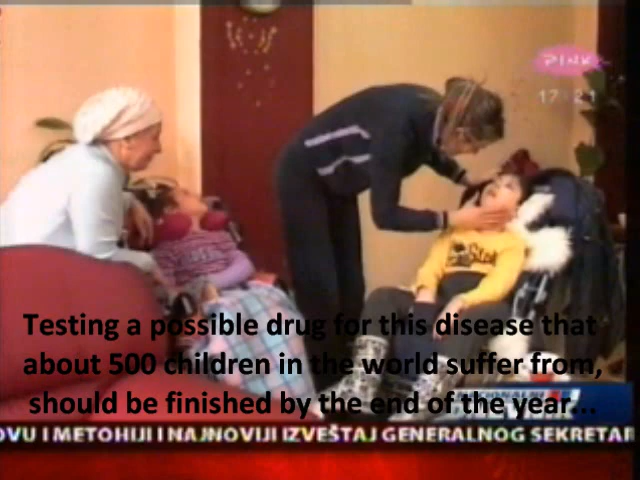 PINK
17:21
Testing a possible drug for this disease that
about 500 children in the world suffer from,
should be finished by the end of the year...
OVU I METOHIJI I NAJNOVIJI IZVEŠTAJ GENERALNOG SEKRETAR